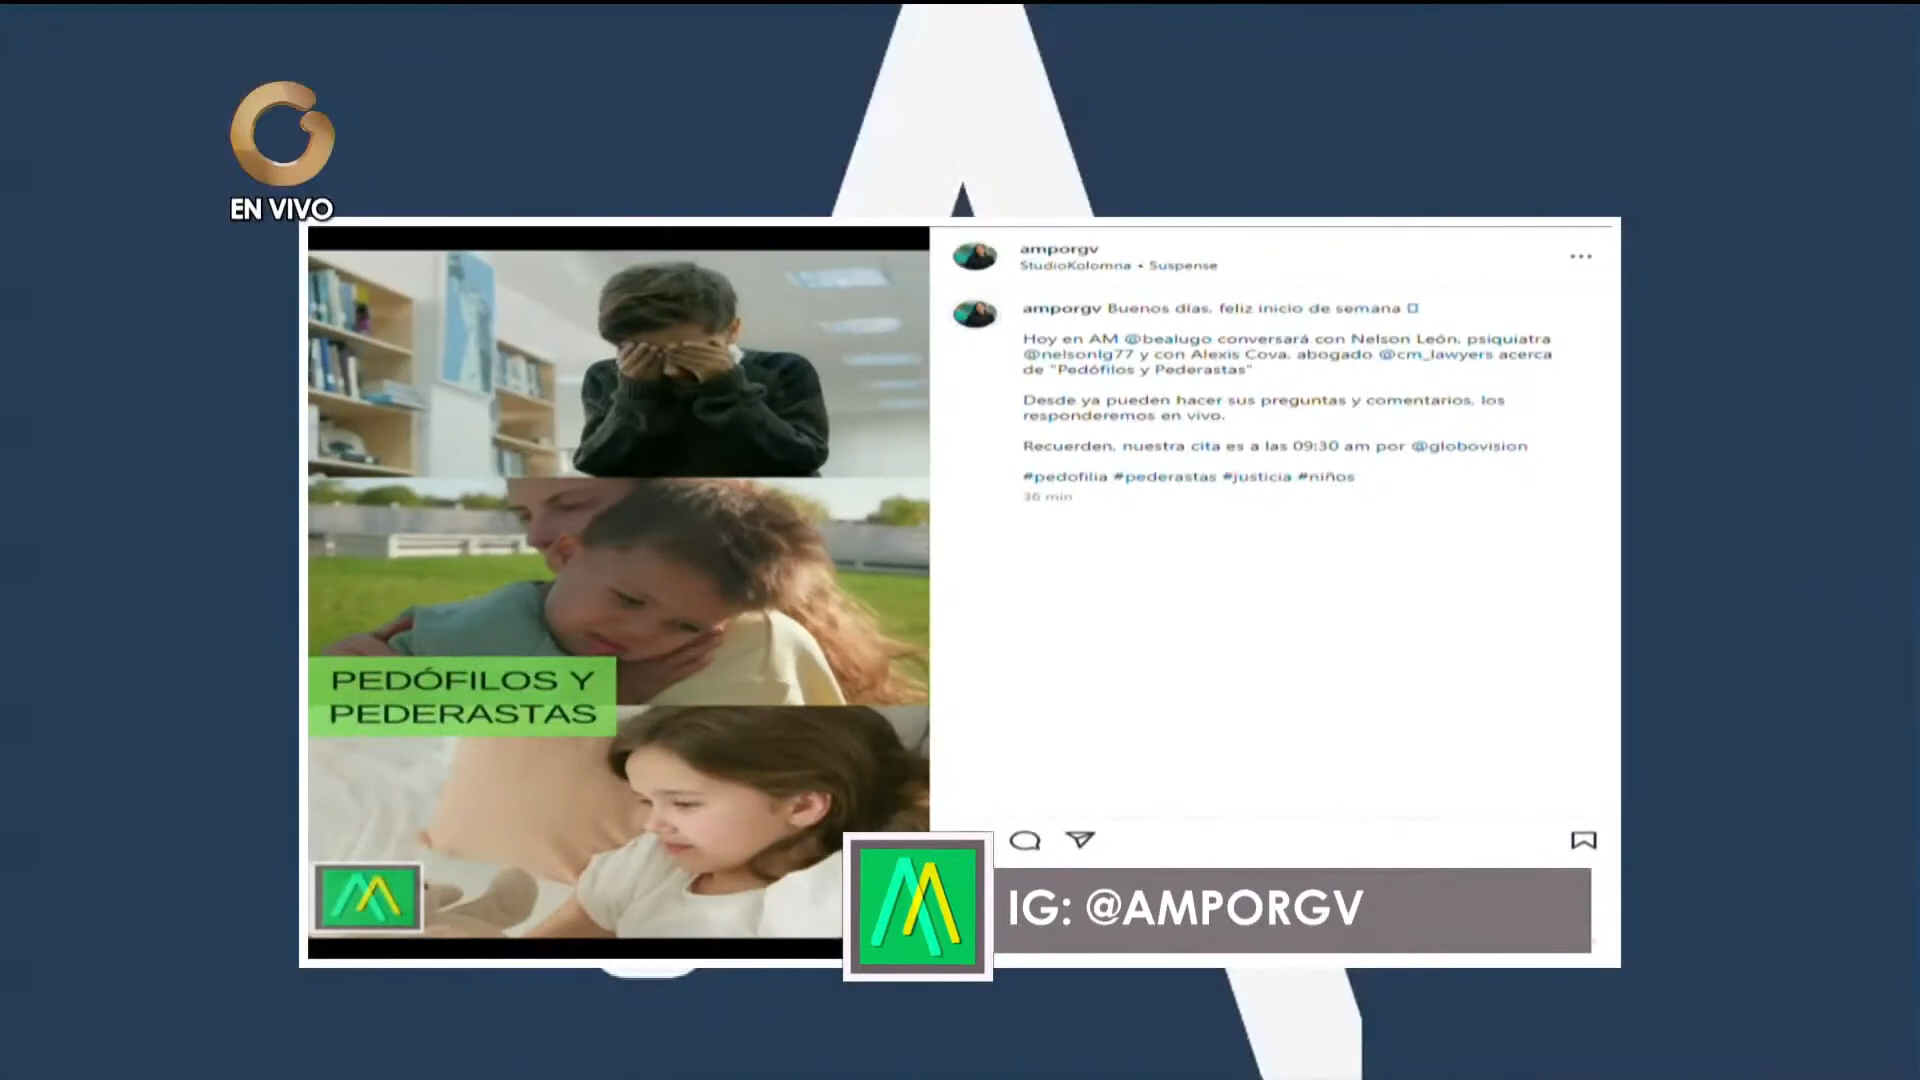 EN VIVO
amporgv
StudioKolomna • Suspense
amporgv Buenos días, feliz inicio de semana
Hoy en AM @bealugo conversará con Nelson León, psiquiatra
@nelsonlg77 y con Alexis Cova, abogado @cm_lawyers acerca
de "Pedófilos y Pederastas"
Desde ya pueden hacer sus preguntas y comentarios, los
responderemos en vivo.
Recuerden, nuestra cita es a las 09:30 am por @globovision
#pedofilia #pederastas #justicia #niños
36 min
PEDÓFILOS Y
PEDERASTAS
IG: @AMPORGV